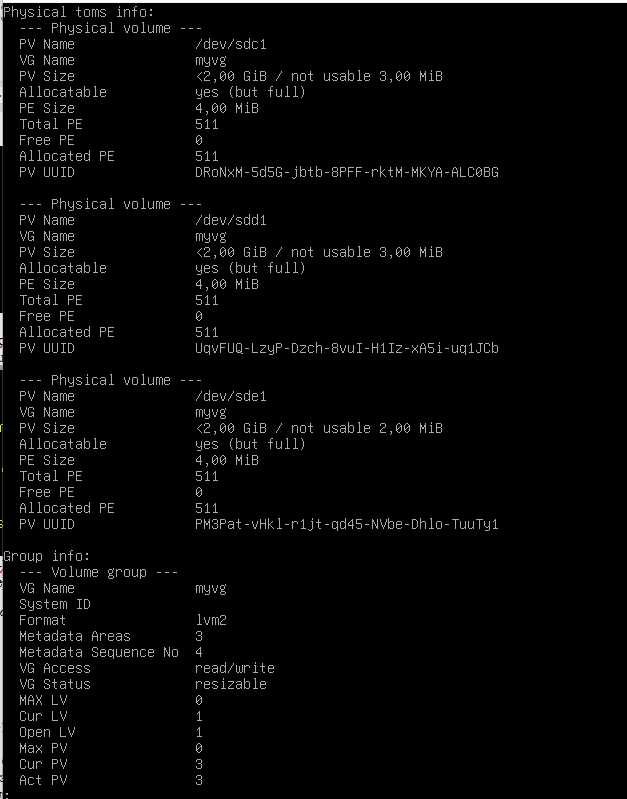 Physical toms info:
--- Physical volume ---
PV Name /dev/sdc1
VG Name myvg
PV Size <2,00 GiB / not usable 3,00 MiB
Allocatable yes (but full)
PE Size 4,00 MiB
Total PE 511
Free PE 0
Allocated PE 511
PV UUID DRoNxM-5d5G-jbtb-8PFF-rktM-MKYA-ALC0BG
--- Physical volume ---
PV Name /dev/sdd1
VG Name myvg
PV Size <2,00 GiB / not usable 3,00 MiB
Allocatable yes (but full)
PE Size 4,00 MiB
Total PE 511
Free PE 0
Allocated PE 511
PV UUID UqvFUQ-LzyP-Dzch-8vuI-H1Iz-xA5i-uq1JCb
--- Physical volume ---
PV Name /dev/sde1
VG Name myvg
PV Size <2,00 GiB / not usable 2,00 MiB
Allocatable yes (but full)
PE Size 4,00 MiB
Total PE 511
Free PE 0
Allocated PE 511
PV UUID PM3Pat-vHkl-r1jt-qd45-NVbe-Dhlo-TuuTy1
Group info:
--- Volume group ---
VG Name myvg
System ID
Format lvm2
Metadata Areas 3
Metadata Sequence No 4
VG Access read/write
VG Status resizable
MAX LV 0
Cur LV 1
Open LV 1
Max PV 0
Cur PV 3
Act PV 3